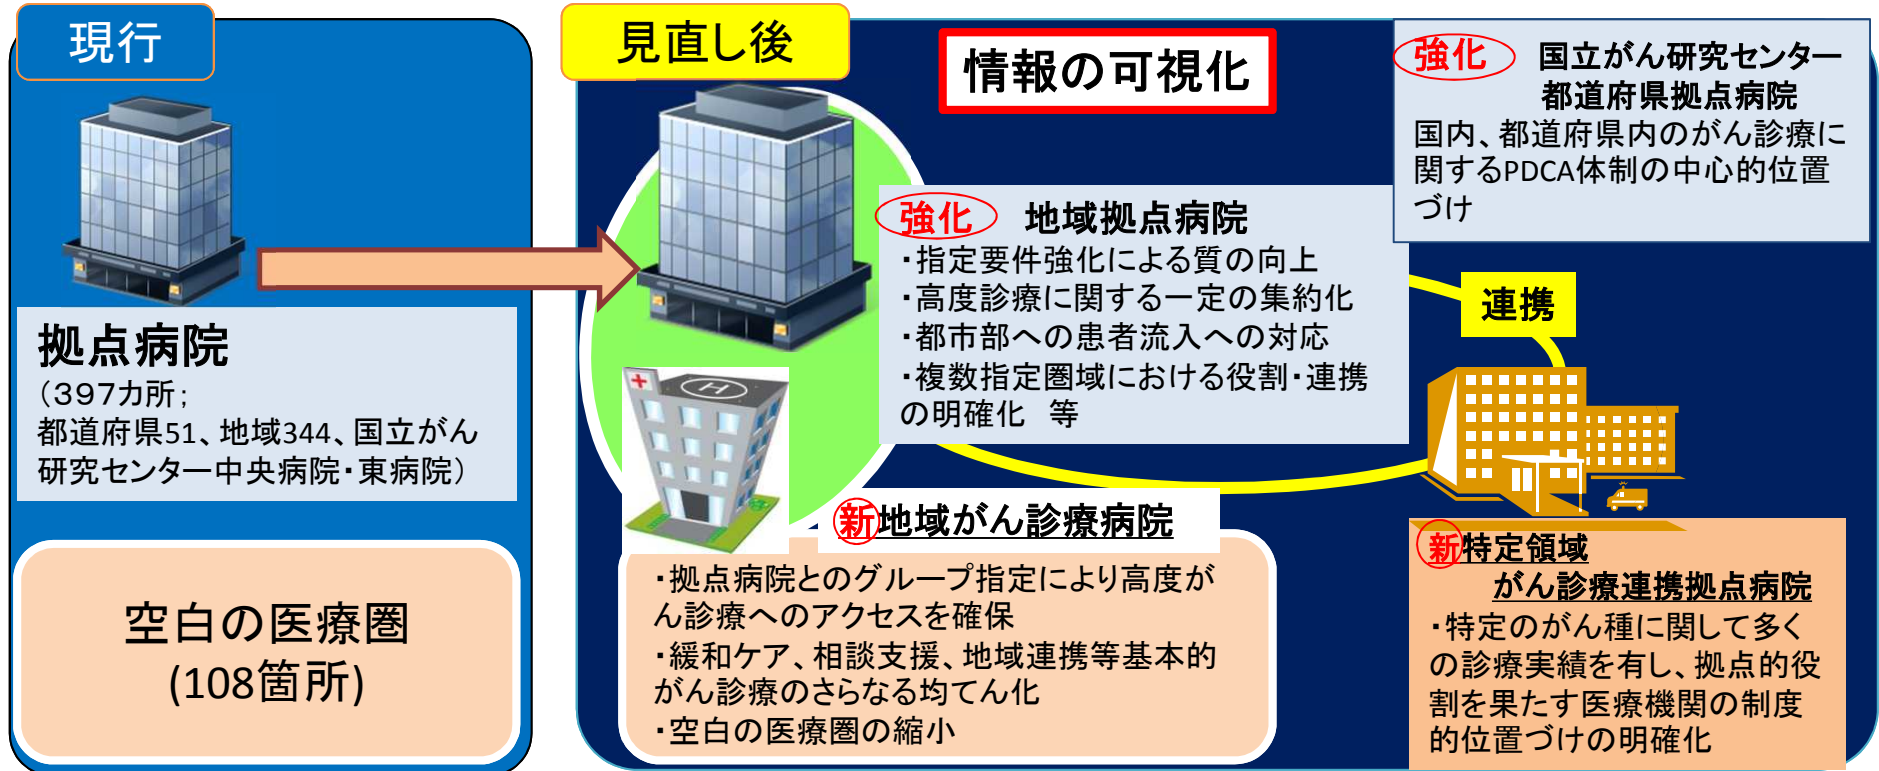 現行
拠点病院
（３９７カ所；
都道府県51、地域344、国立がん
研究センター中央病院・東病院）
空白の医療圏
(108箇所)
見直し後
情報の可視化
強化 国立がん研究センター
都道府県拠点病院
国内、都道府県内のがん診療に
関するPDCA体制の中心的位置
づけ
強化 地域拠点病院
・指定要件強化による質の向上
・高度診療に関する一定の集約化
・都市部への患者流入への対応
・複数指定圏域における役割・連携
の明確化　等
連携
H
新地域がん診療病院
・拠点病院とのグループ指定により高度が
ん診療へのアクセスを確保
・緩和ケア、相談支援、地域連携等基本的
がん診療のさらなる均てん化
・空白の医療圏の縮小
新特定領域
がん診療連携拠点病院
・特定のがん種に関して多く
の診療実績を有し、拠点的役
割を果たす医療機関の制度
的位置づけの明確化